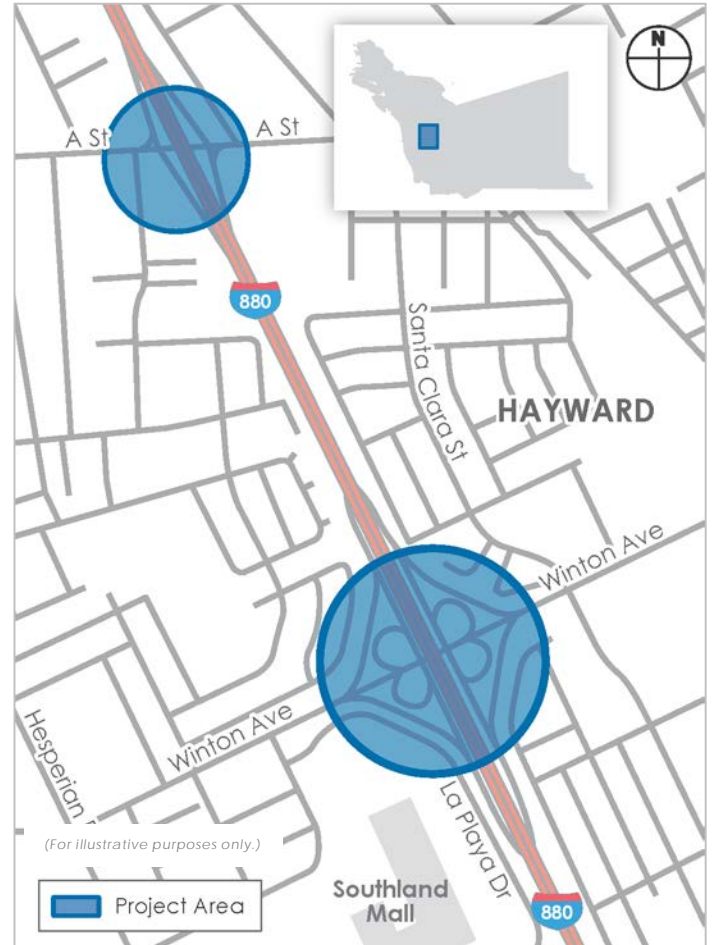 N
A St
A St
880
Santa Clara St
HAYWARD
Winton Ave
Winton Ave
Hesperian
La Playa Dr
(For illustrative purposes only.)
Project Area
Southland
Mall
880